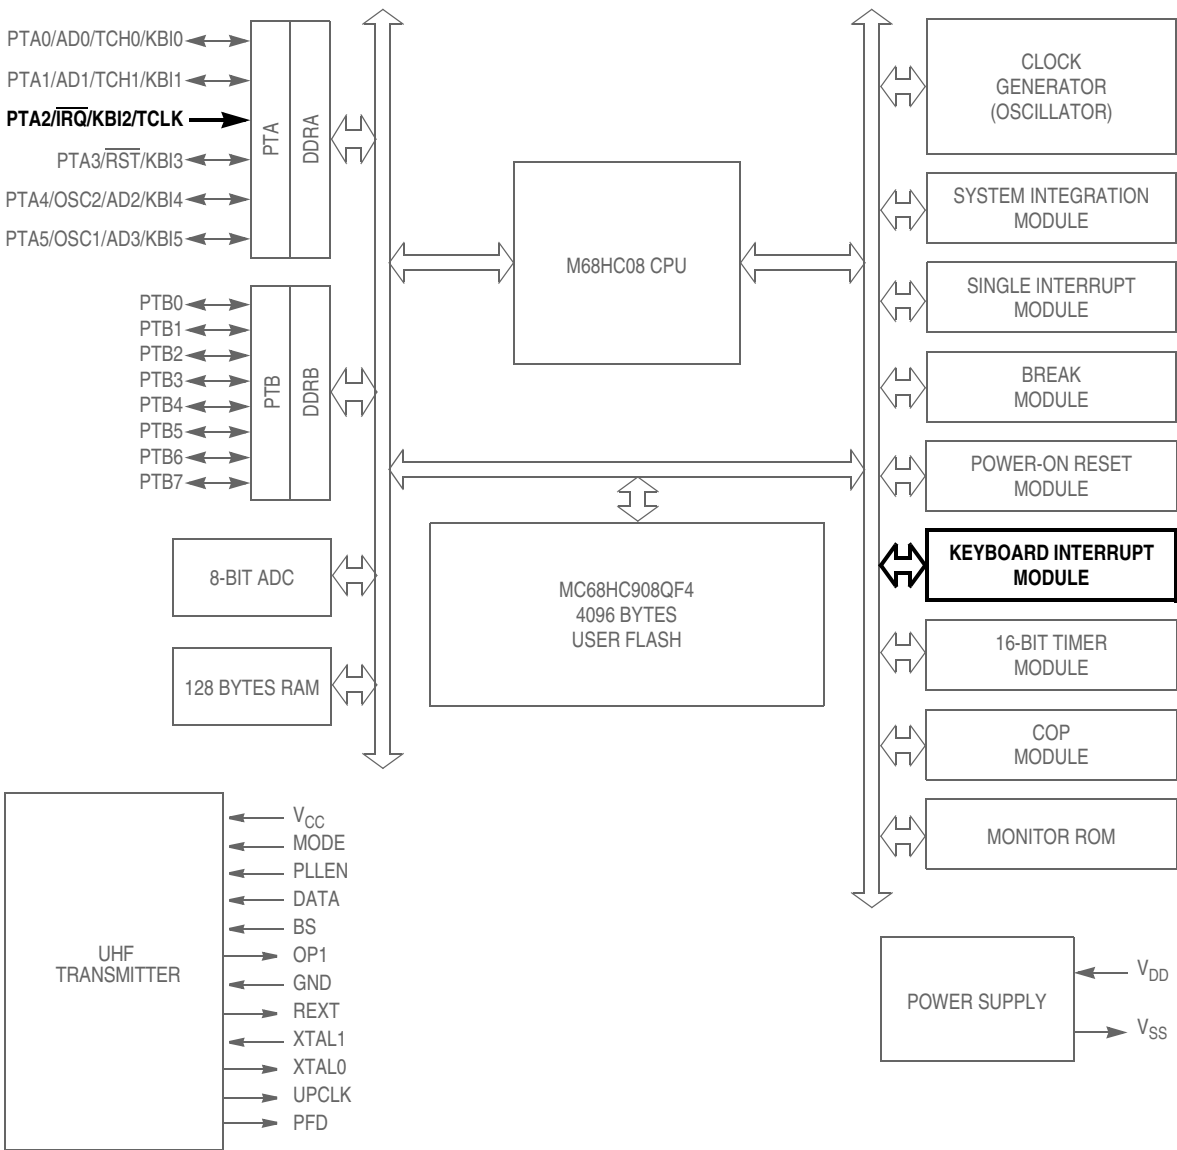 PTA0/AD0/TCH0/KBI0
PTA1/AD1/TCH1/KBI1
PTA2/I̅R̅Q̅/KBI2/TCLK
PTA3/R̅S̅T̅/KBI3
PTA4/OSC2/AD2/KBI4
PTA5/OSC1/AD3/KBI5
PTA
DDRA
PTB0
PTB1
PTB2
PTB3
PTB4
PTB5
PTB6
PTB7
PTB
DDRB
8-BIT ADC
128 BYTES RAM
M68HC08 CPU
MC68HC908QF4
4096 BYTES
USER FLASH
CLOCK
GENERATOR
(OSCILLATOR)
SYSTEM INTEGRATION
MODULE
SINGLE INTERRUPT
MODULE
BREAK
MODULE
POWER-ON RESET
MODULE
KEYBOARD INTERRUPT
MODULE
16-BIT TIMER
MODULE
COP
MODULE
MONITOR ROM
UHF
TRANSMITTER
VCC
MODE
PLLEN
DATA
BS
OP1
GND
REXT
XTAL1
XTAL0
UPCLK
PFD
POWER SUPPLY
VDD
VSS